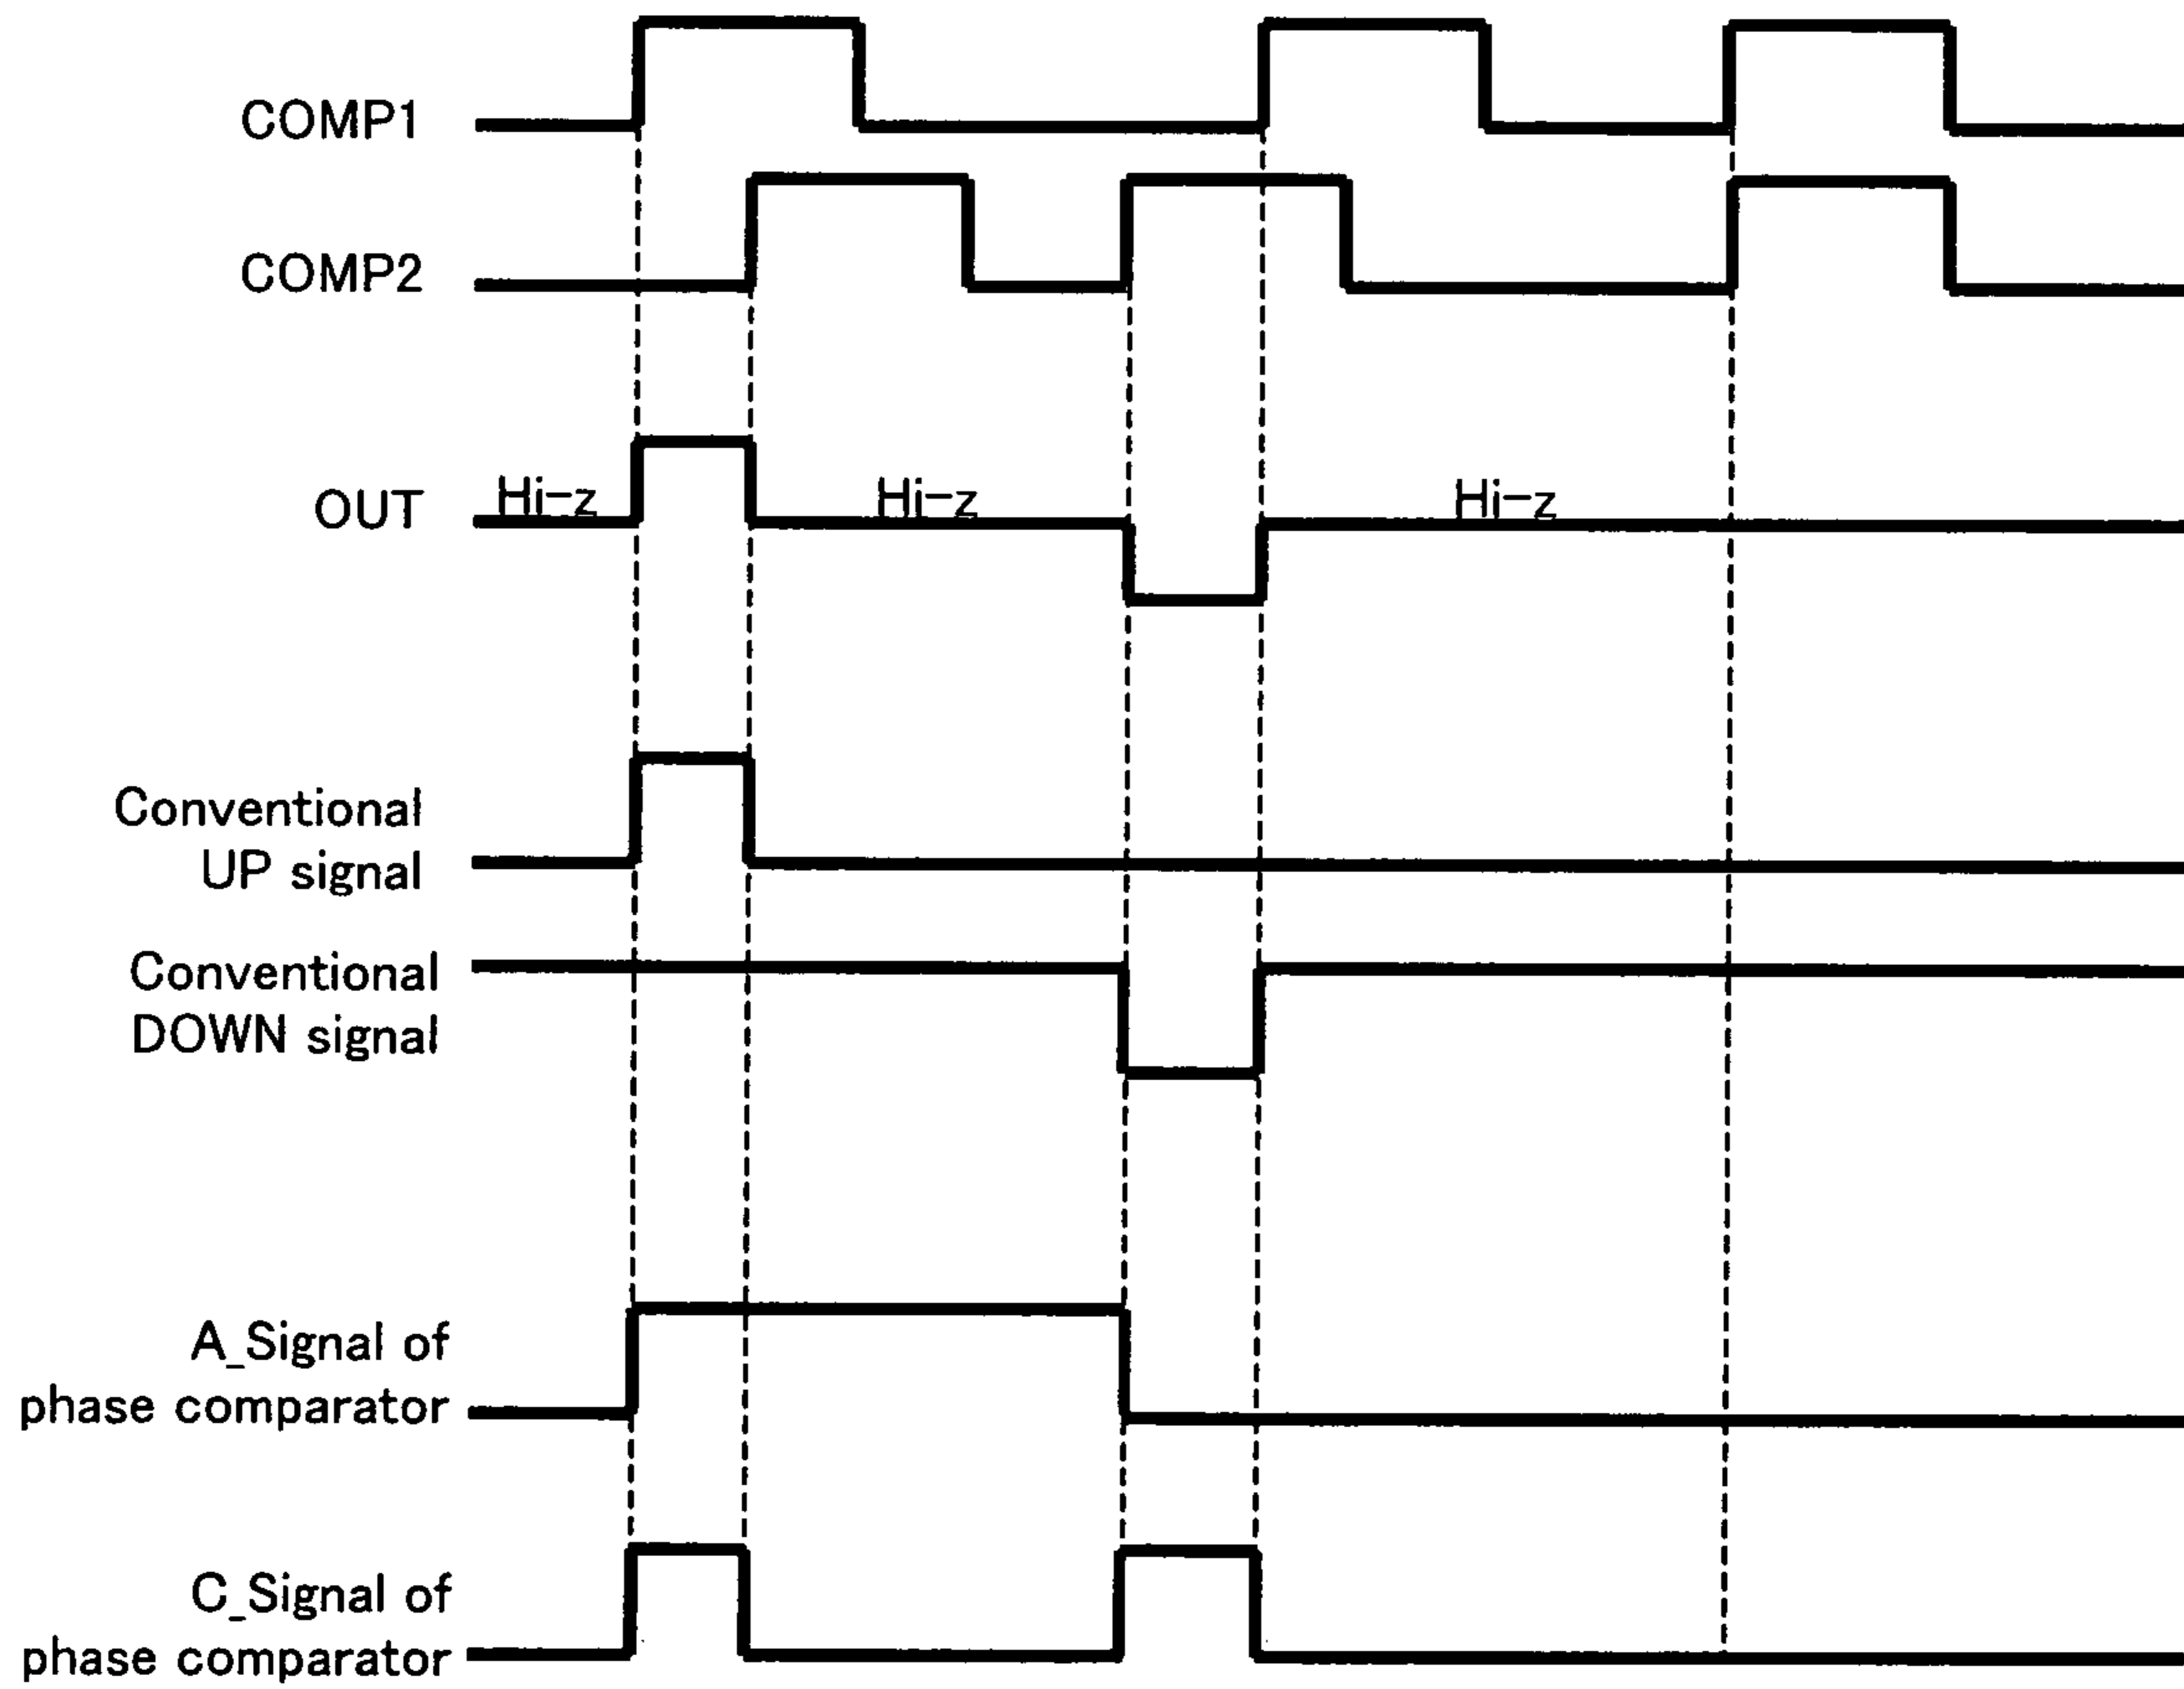 COMP1
COMP2
OUT
Hi-z
Hi-z
Hi-z
Conventional
UP signal
Conventional
DOWN signal
A_Signal of
phase comparator
C_Signal of
phase comparator